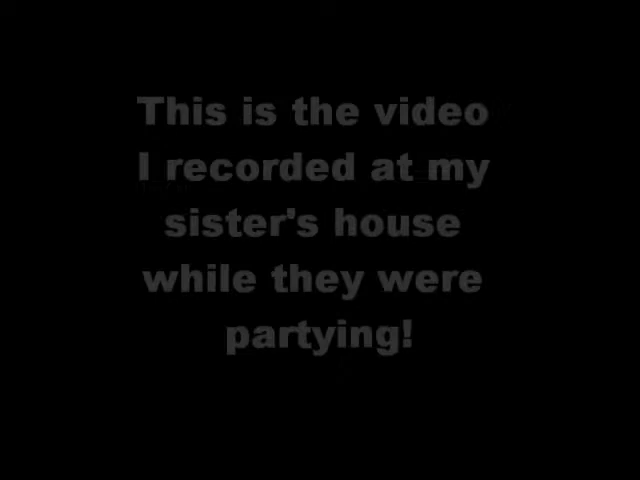 This is the video
I recorded at my
sister's house
while they were
partying!